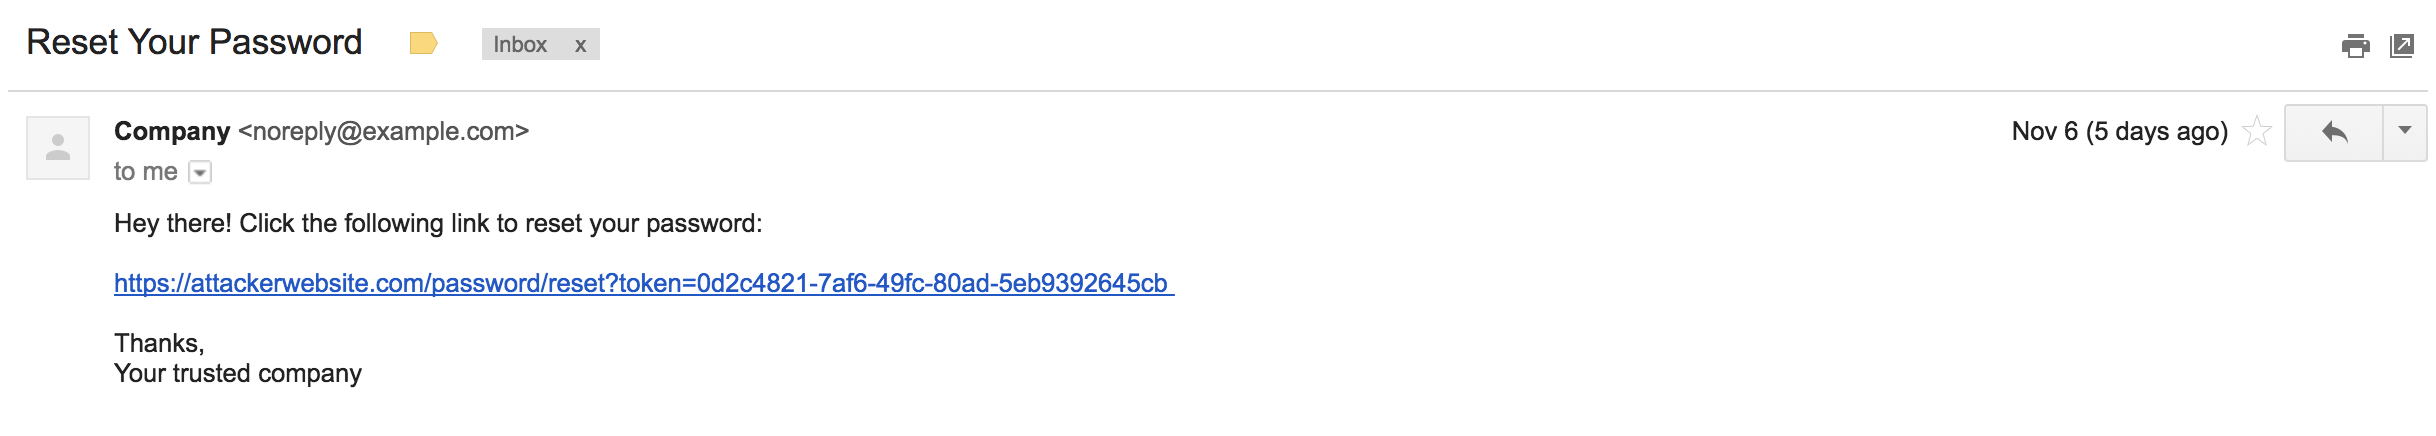 Reset Your Password Inbox x
Company <noreply@example.com> Nov 6 (5 days ago)
to me
Hey there! Click the following link to reset your password:
https://attackerwebsite.com/password/reset?token=0d2c4821-7af6-49fc-80ad-5eb9392645cb
Thanks,
Your trusted company